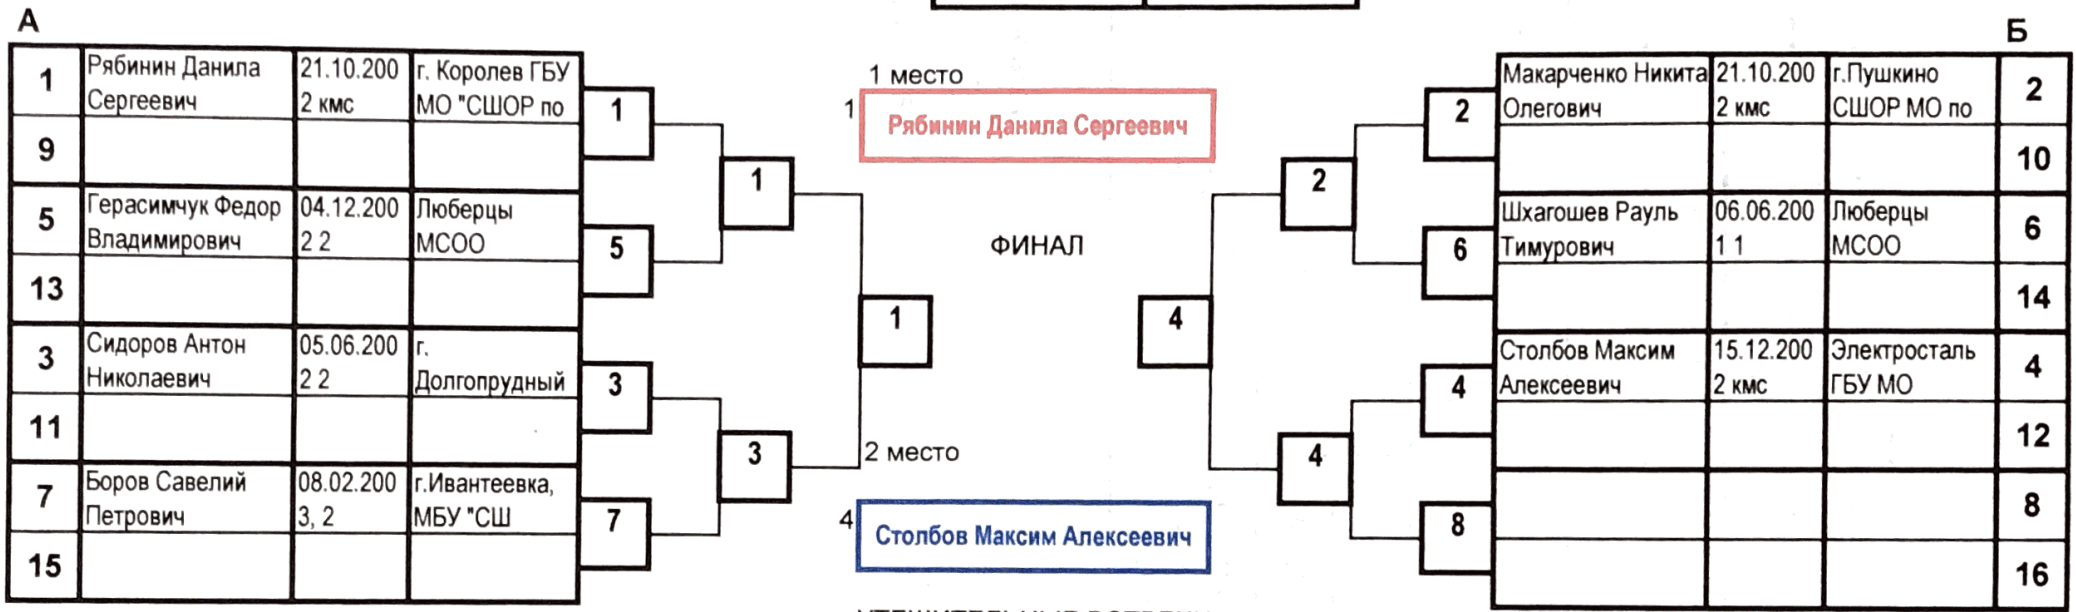 А
Б
1
Рябинин Данила
Сергеевич
21.10.200
2 кмс
г. Королев ГБУ
МО "СШОР по
9
5
Герасимчук Федор
Владимирович
04.12.200
2 2
Люберцы
МСОО
13
3
Сидоров Антон
Николаевич
05.06.200
2 2
г.
Долгопрудный
11
7
Боров Савелий
Петрович
08.02.200
3, 2
г.Ивантеевка,
МБУ "СШ
15
1
5
3
7
1
3
1
1 место
1
Рябинин Данила Сергеевич
ФИНАЛ
2 место
4
Столбов Максим Алексеевич
4
2
4
2
6
4
8
Макарченко Никита
Олегович
21.10.200
2 кмс
г.Пушкино
СШОР МО по
2
10
Шхагошев Рауль
Тимурович
06.06.200
1 1
Люберцы
МСОО
6
14
Столбов Максим
Алексеевич
15.12.200
2 кмс
Электросталь
ГБУ МО
4
12
8
16